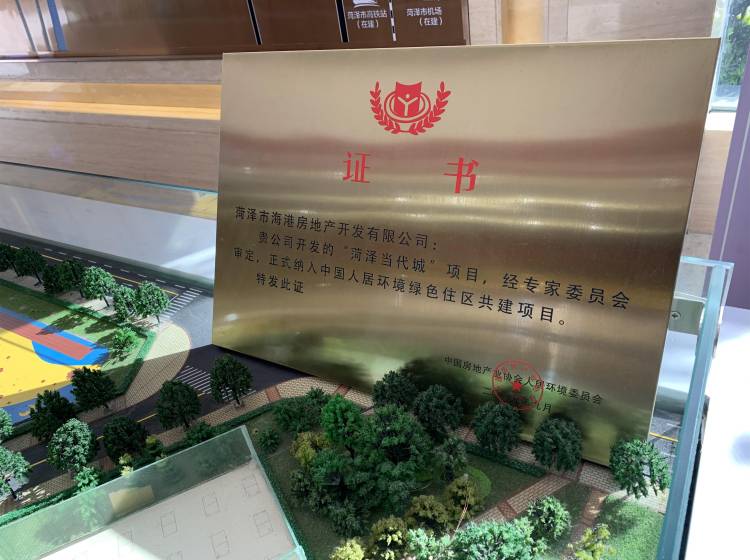 菏泽市高铁站
（在建）
菏泽市机场
（在建）
证 书
菏泽市海港房地产开发有限公司：
贵公司开发的“菏泽当代城”项目，经专家委员会
审定，正式纳入中国人居环境绿色住区共建项目。
特发此证
中国房地产业协会人居环境委员会
九月